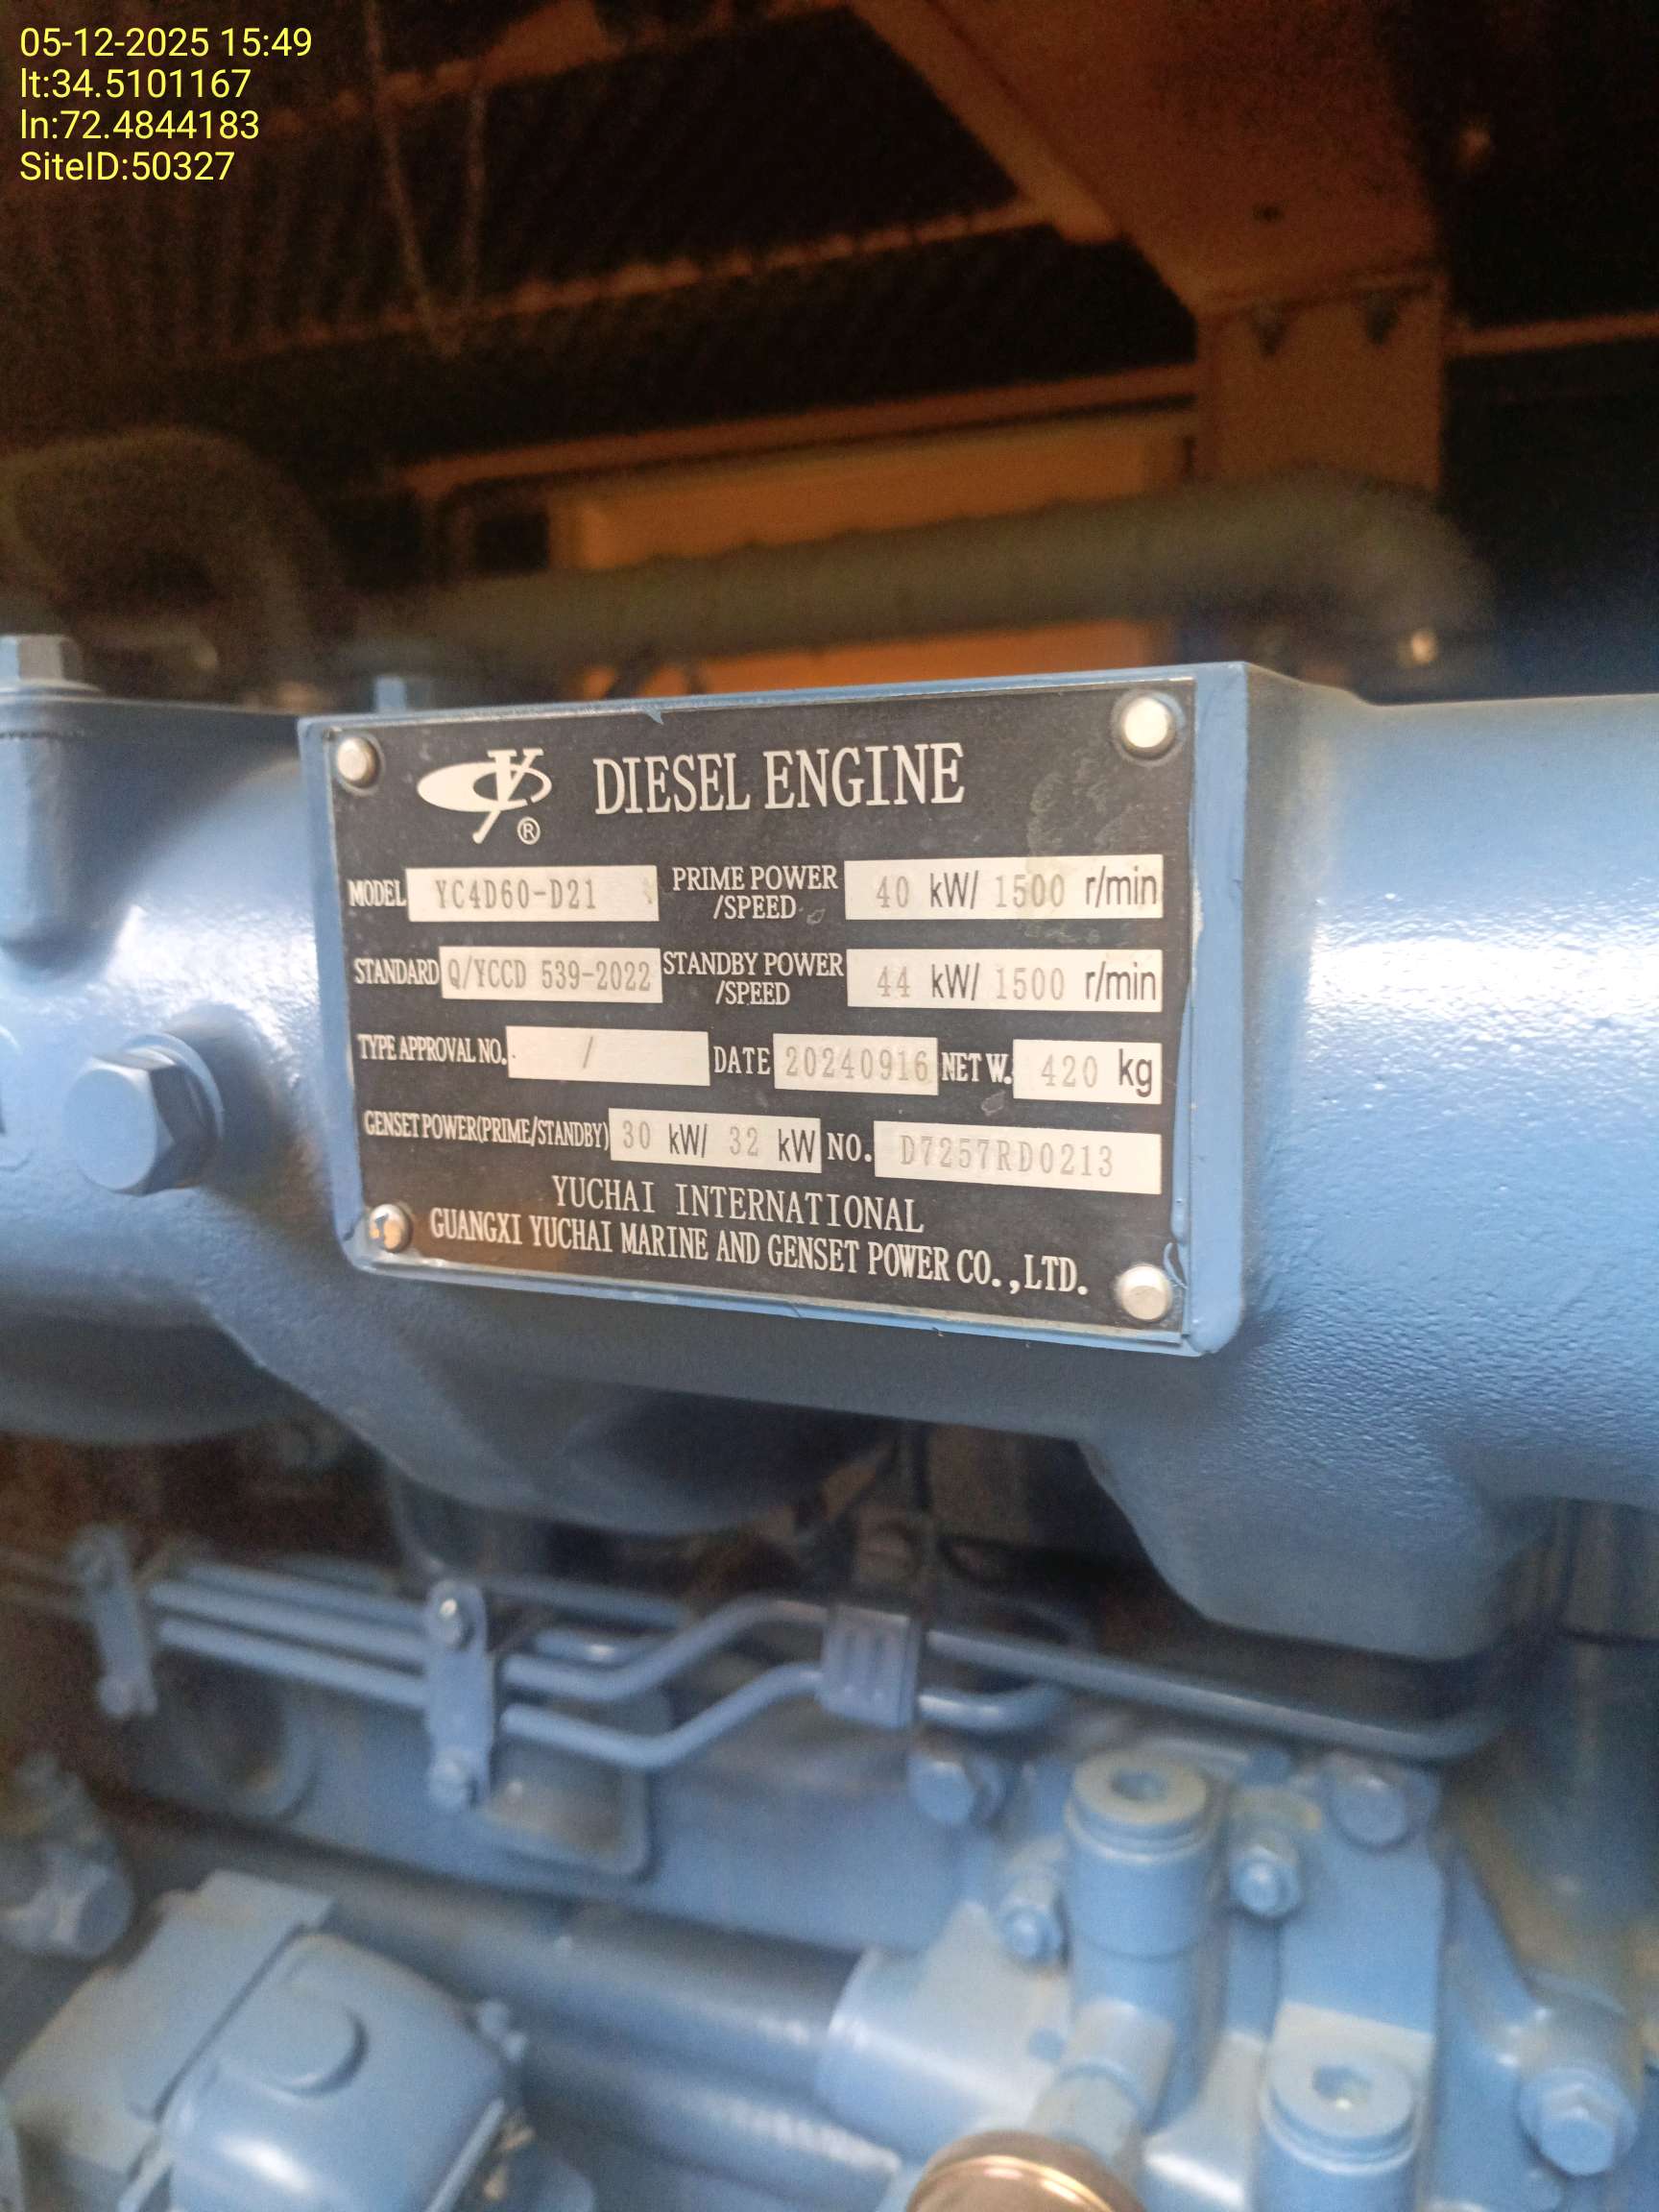 05-12-2025 15:49
lt:34.5101167
ln:72.4844183
SiteID:50327
DIESEL ENGINE
®
MODEL YC4D60-D21 PRIME POWER /SPEED 40 kW/ 1500 r/min
STANDARD Q/YCCD 539-2022 STANDBY POWER /SPEED 44 kW/ 1500 r/min
TYPE APPROVAL NO. / DATE 20240916 NET W. 420 kg
GENSET POWER(PRIME/STANDBY) 30 kW/ 32 kW NO. D7257RD0213
YUCHAI INTERNATIONAL
GUANGXI YUCHAI MARINE AND GENSET POWER CO.,LTD.